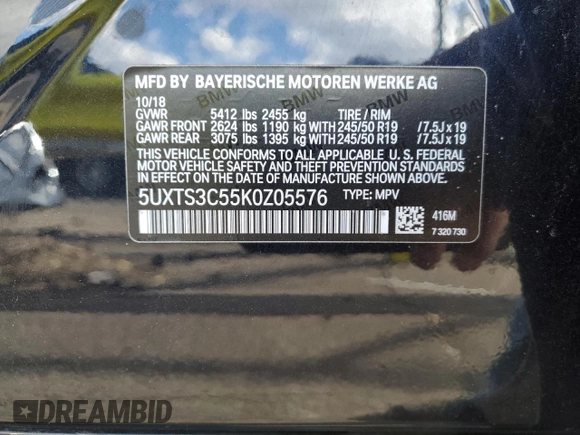 MFD BY BAYERISCHE MOTOREN WERKE AG
10/18
GVWR 5412 lbs 2455 kg TIRE / RIM
GAWR FRONT 2624 lbs 1190 kg WITH 245/50 R19 /7.5J x 19
GAWR REAR 3075 lbs 1395 kg WITH 245/50 R19 /7.5J x 19
THIS VEHICLE CONFORMS TO ALL APPLICABLE U. S. FEDERAL
MOTOR VEHICLE SAFETY AND THEFT PREVENTION STANDARDS
IN EFFECT ON THE DATE OF MANUFACTURE SHOWN ABOVE.
5UXTS3C55K0Z05576 TYPE: MPV
416M
7 320 730
DREAMBID